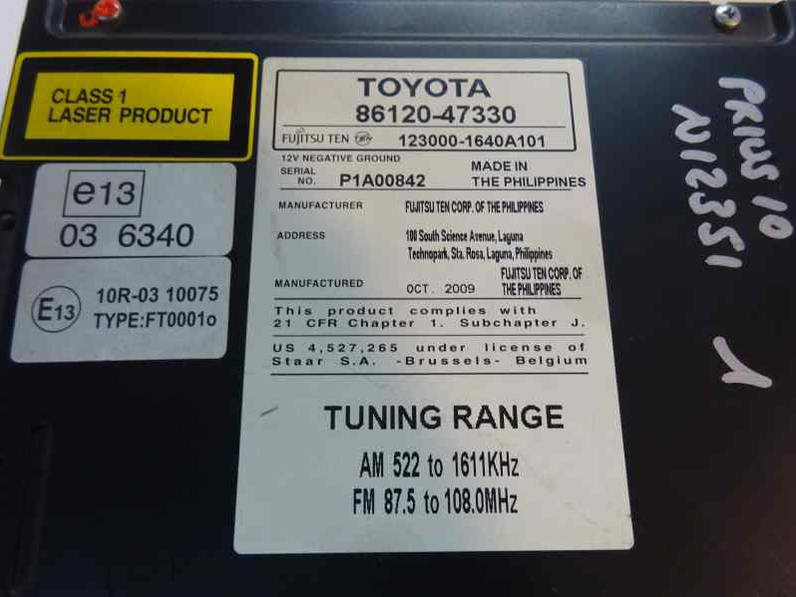 CLASS 1
LASER PRODUCT
e13
03 6340
E13
10R-03 10075
TYPE:FT0001o
TOYOTA
86120-47330
FUJITSU TEN TEN 123000-1640A101
12V NEGATIVE GROUND
SERIAL NO. P1A00842
MADE IN THE PHILIPPINES
MANUFACTURER FUJITSU TEN CORP. OF THE PHILIPPINES
ADDRESS 100 South Science Avenue, Laguna
Technopark, Sta. Rosa, Laguna, Philippines
MANUFACTURED OCT. 2009 FUJITSU TEN CORP. OF THE PHILIPPINES
This product complies with
21 CFR Chapter 1. Subchapter J.
US 4,527,265 under license of
Staar S.A. -Brussels- Belgium
TUNING RANGE
AM 522 to 1611KHz
FM 87.5 to 108.0MHz
PRIUS 10
N12351
1